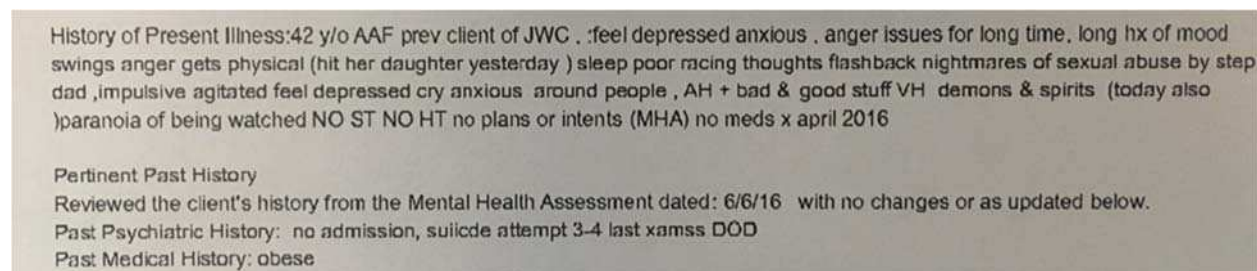 History of Present Illness:42 y/o AAF prev client of JWC , :feel depressed anxious , anger issues for long time, long hx of mood
swings anger gets physical (hit her daughter yesterday ) sleep poor racing thoughts flashback nightmares of sexual abuse by step
dad ,impulsive agitated feel depressed cry anxious around people , AH + bad & good stuff VH demons & spirits (today also
)paranoia of being watched NO ST NO HT no plans or intents (MHA) no meds x april 2016
Pertinent Past History
Reviewed the client's history from the Mental Health Assessment dated: 6/6/16 with no changes or as updated below.
Past Psychiatric History: no admission, suiicde attempt 3-4 last xamss DOD
Past Medical History: obese